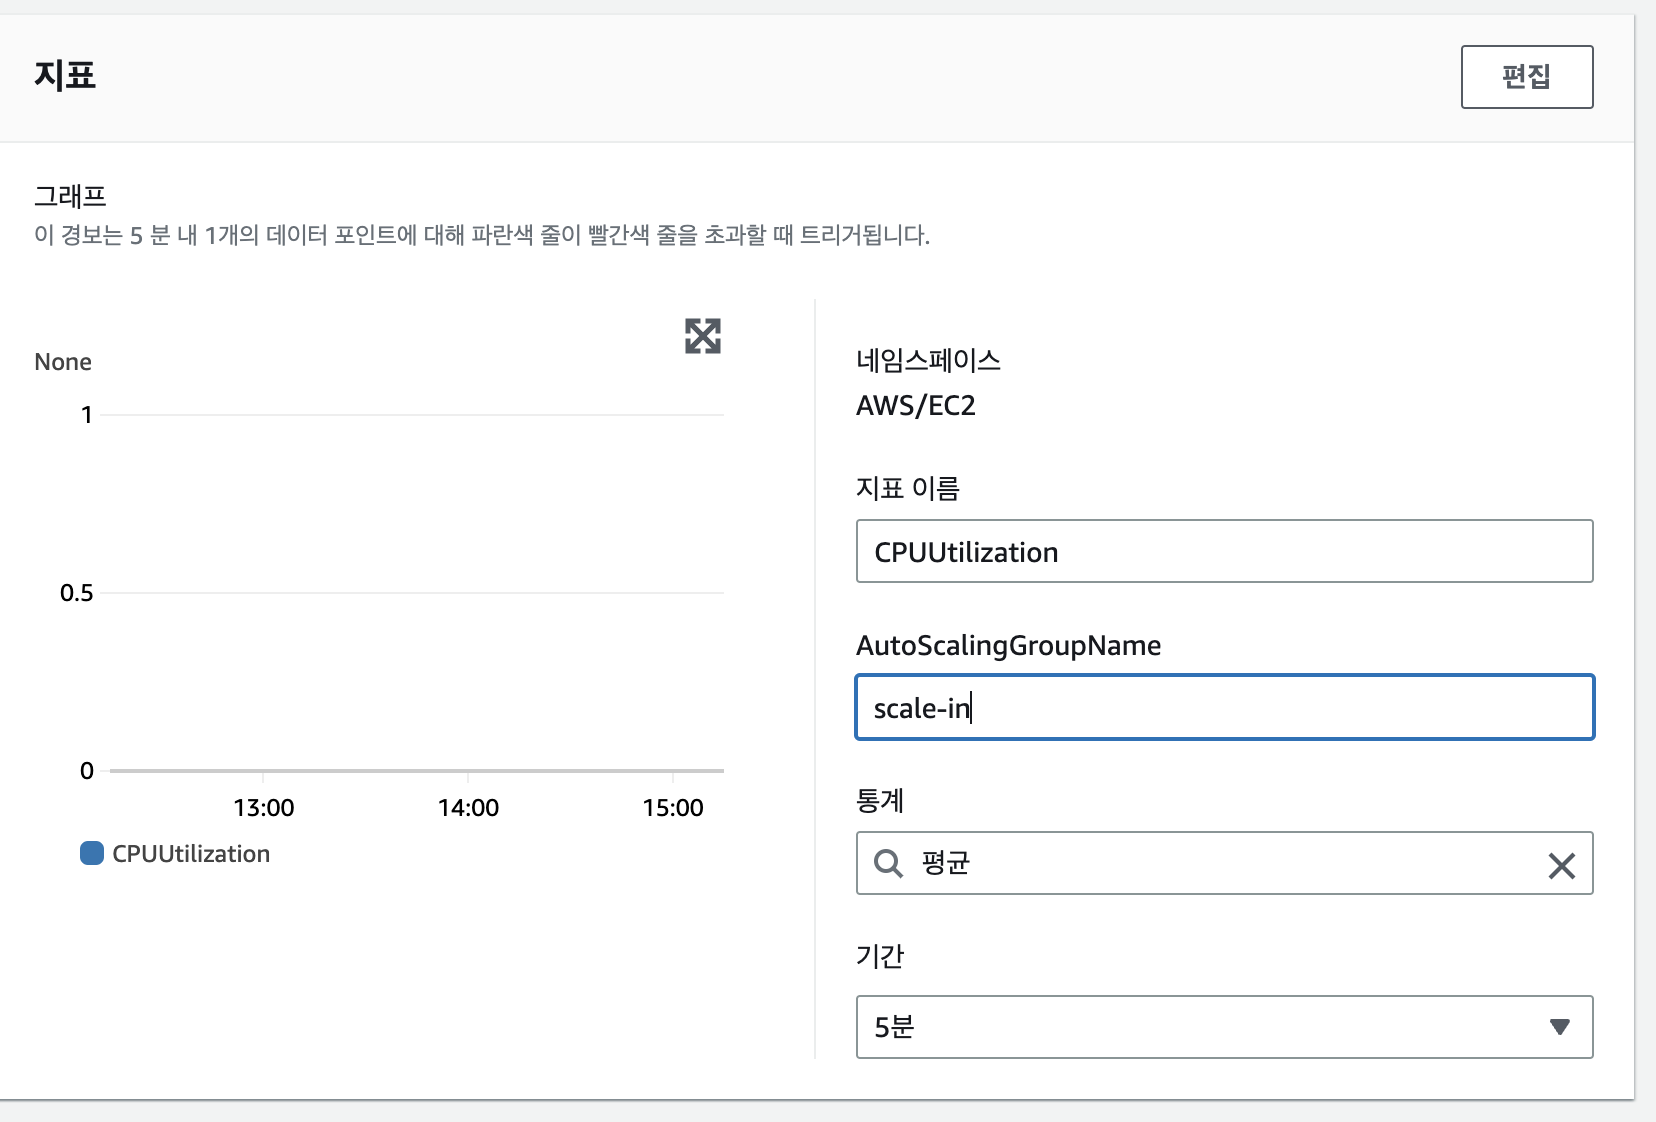 지표
편집
그래프
이 경보는 5 분 내 1개의 데이터 포인트에 대해 파란색 줄이 빨간색 줄을 초과할 때 트리거됩니다.
None
1
0.5
0
13:00 14:00 15:00
CPUUtilization
네임스페이스
AWS/EC2
지표 이름
CPUUtilization
AutoScalingGroupName
scale-in
통계
평균
기간
5분